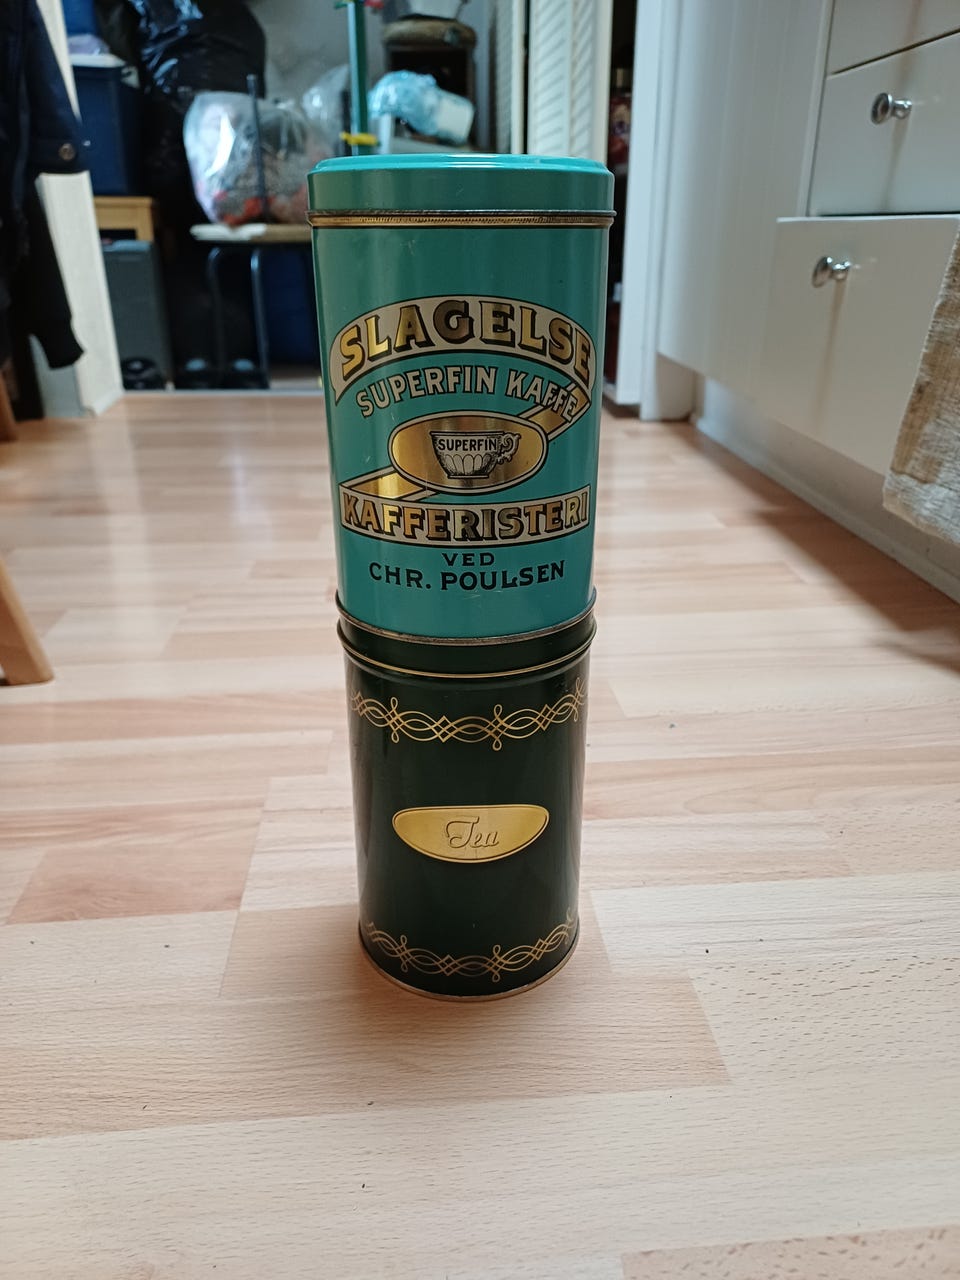 SLAGELSE
SUPERFIN KAFFE
SUPERFIN
KAFFERISTERI
VED
CHR. POULSEN
Tea